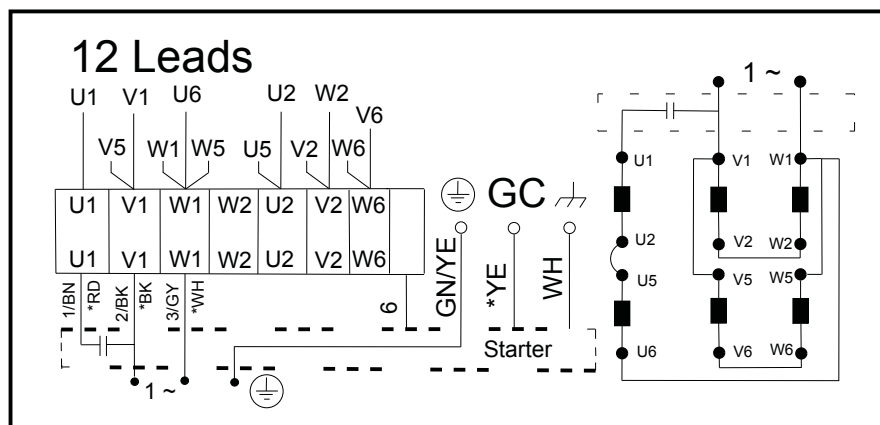 12 Leads
U1 V1 U6 U2 W2 V6
V5 W1 W5 U5 V2 W6
U1 V1 W1 W2 U2 V2 W6
U1 V1 W1 W2 U2 V2 W6
1/BN *RD 2/BK *BK 3/GY *WH 6
GN/YE *YE WH
GC
Starter
1 ~
1 ~
U1 V1 W1
U2 V2 W2
U5 V5 W5
U6 V6 W6